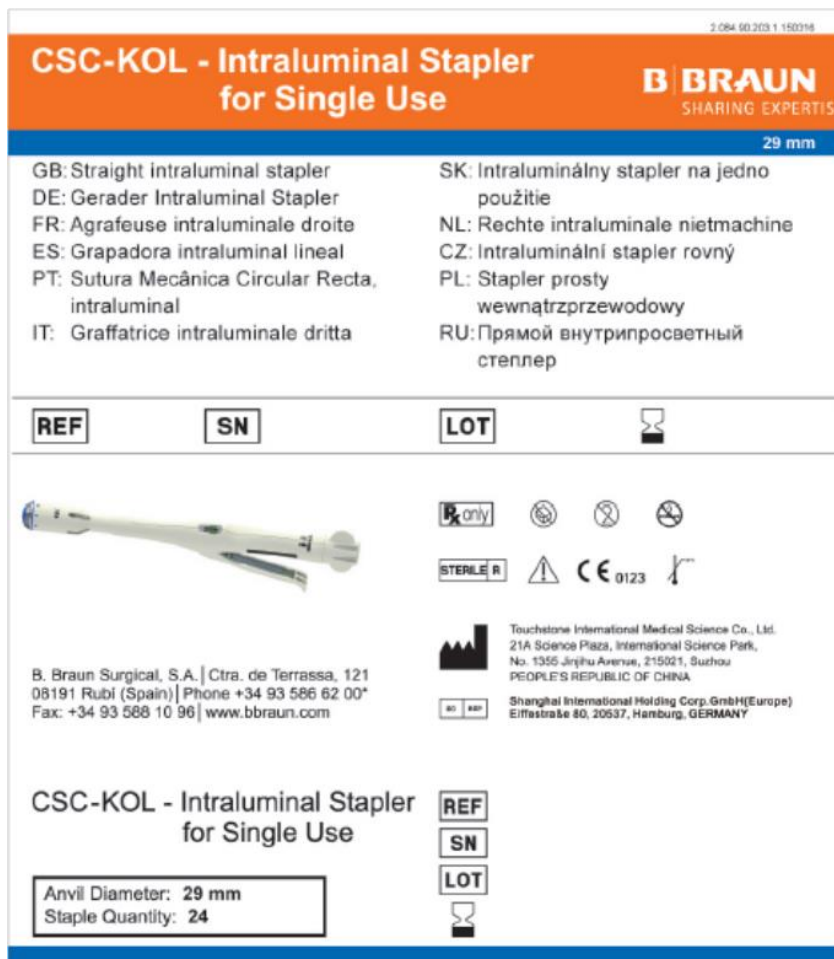 2.084.90.203.1.150316
CSC-KOL - Intraluminal Stapler
for Single Use
B|BRAUN
SHARING EXPERTIS
29 mm
GB: Straight intraluminal stapler
DE: Gerader Intraluminal Stapler
FR: Agrafeuse intraluminale droite
ES: Grapadora intraluminal lineal
PT: Sutura Mecânica Circular Recta,
intraluminal
IT: Graffatrice intraluminale dritta
SK: Intraluminálny stapler na jedno
použitie
NL: Rechte intraluminale nietmachine
CZ: Intraluminální stapler rovný
PL: Stapler prosty
wewnątrzprzewodowy
RU: Прямой внутрипросветный
степлер
REF SN LOT
Rx only
STERILE R CE 0123
B. Braun Surgical, S.A. | Ctra. de Terrassa, 121
08191 Rubi (Spain) | Phone +34 93 586 62 00*
Fax: +34 93 588 10 96 | www.bbraun.com
Touchstone International Medical Science Co., Ltd.
21A Science Plaza, International Science Park,
No. 1355 Jinjihu Avenue, 215021, Suzhou
PEOPLE'S REPUBLIC OF CHINA
REP
Shanghai International Holding Corp.GmbH(Europe)
Eiffestraße 80, 20537, Hamburg, GERMANY
CSC-KOL - Intraluminal Stapler
for Single Use
Anvil Diameter: 29 mm
Staple Quantity: 24
REF
SN
LOT